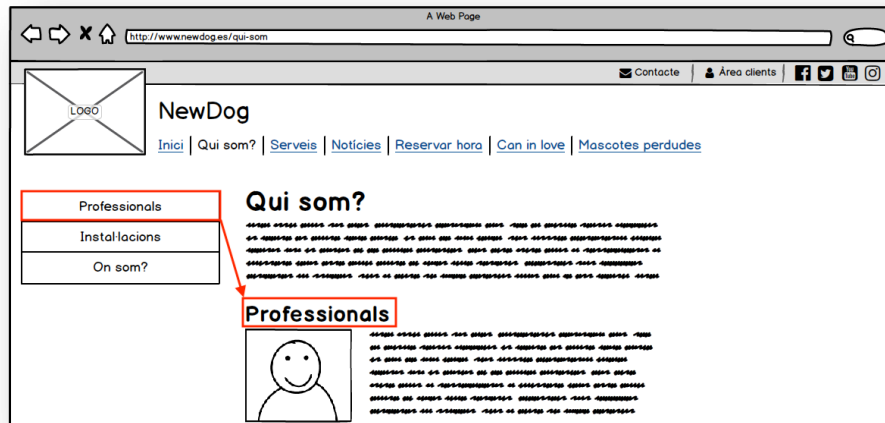 A Web Page
http://www.newdog.es/qui-som
Contacte | Àrea clients |
LOGO
NewDog
Inici | Qui som? | Serveis | Notícies | Reservar hora | Can in love | Mascotes perdudes
Professionals
Instal·lacions
On som?
Qui som?
Professionals